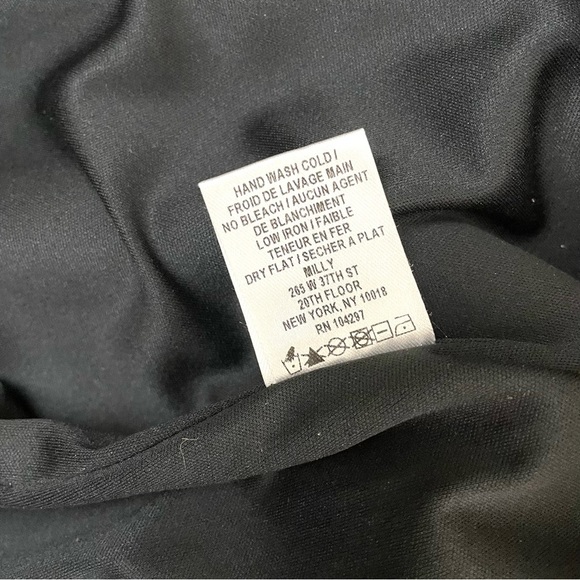 HAND WASH COLD /
FROID DE LAVAGE MAIN
NO BLEACH / AUCUN AGENT
DE BLANCHIMENT
LOW IRON / FAIBLE
TENEUR EN FER
DRY FLAT / SECHER A PLAT
MILLY
265 W 37TH ST
20TH FLOOR
NEW YORK, NY 10018
RN 104297